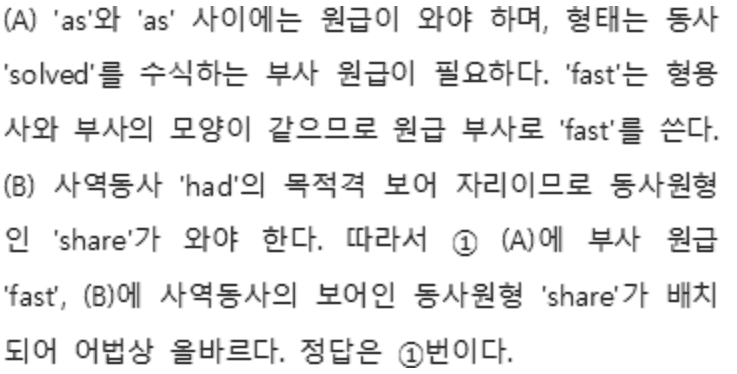 (A) 'as'와 'as' 사이에는 원급이 와야 하며, 형태는 동사
'solved'를 수식하는 부사 원급이 필요하다. 'fast'는 형용
사와 부사의 모양이 같으므로 원급 부사로 'fast'를 쓴다.
(B) 사역동사 'had'의 목적격 보어 자리이므로 동사원형
인 'share'가 와야 한다. 따라서 ① (A)에 부사 원급
'fast', (B)에 사역동사의 보어인 동사원형 'share'가 배치
되어 어법상 올바르다. 정답은 ①번이다.